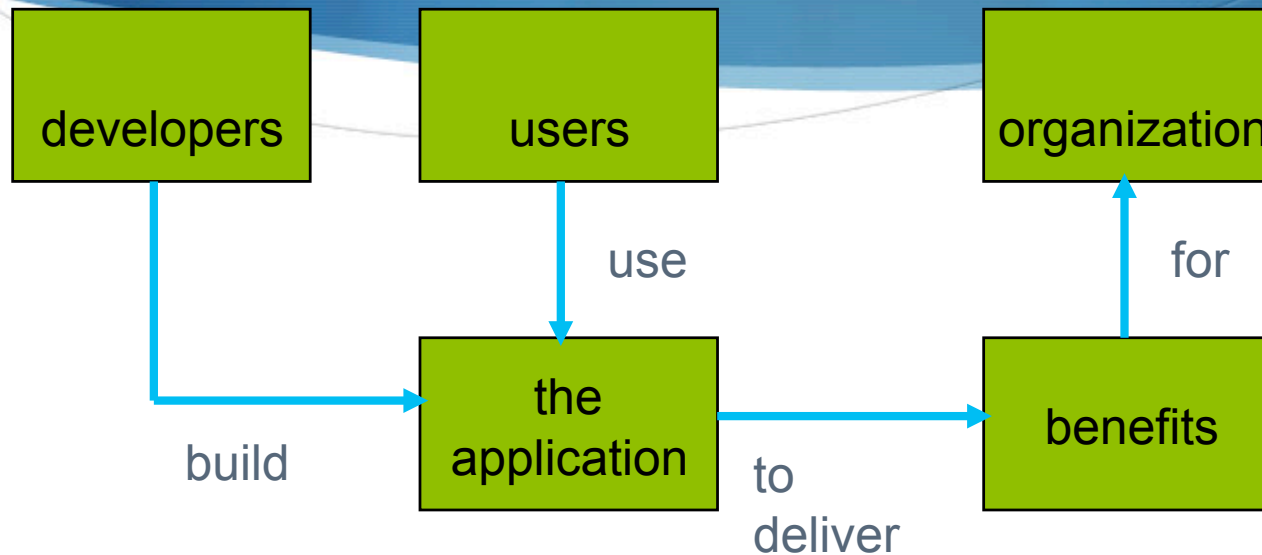 developers
users
organization
use
for
the
application
benefits
build
to
deliver